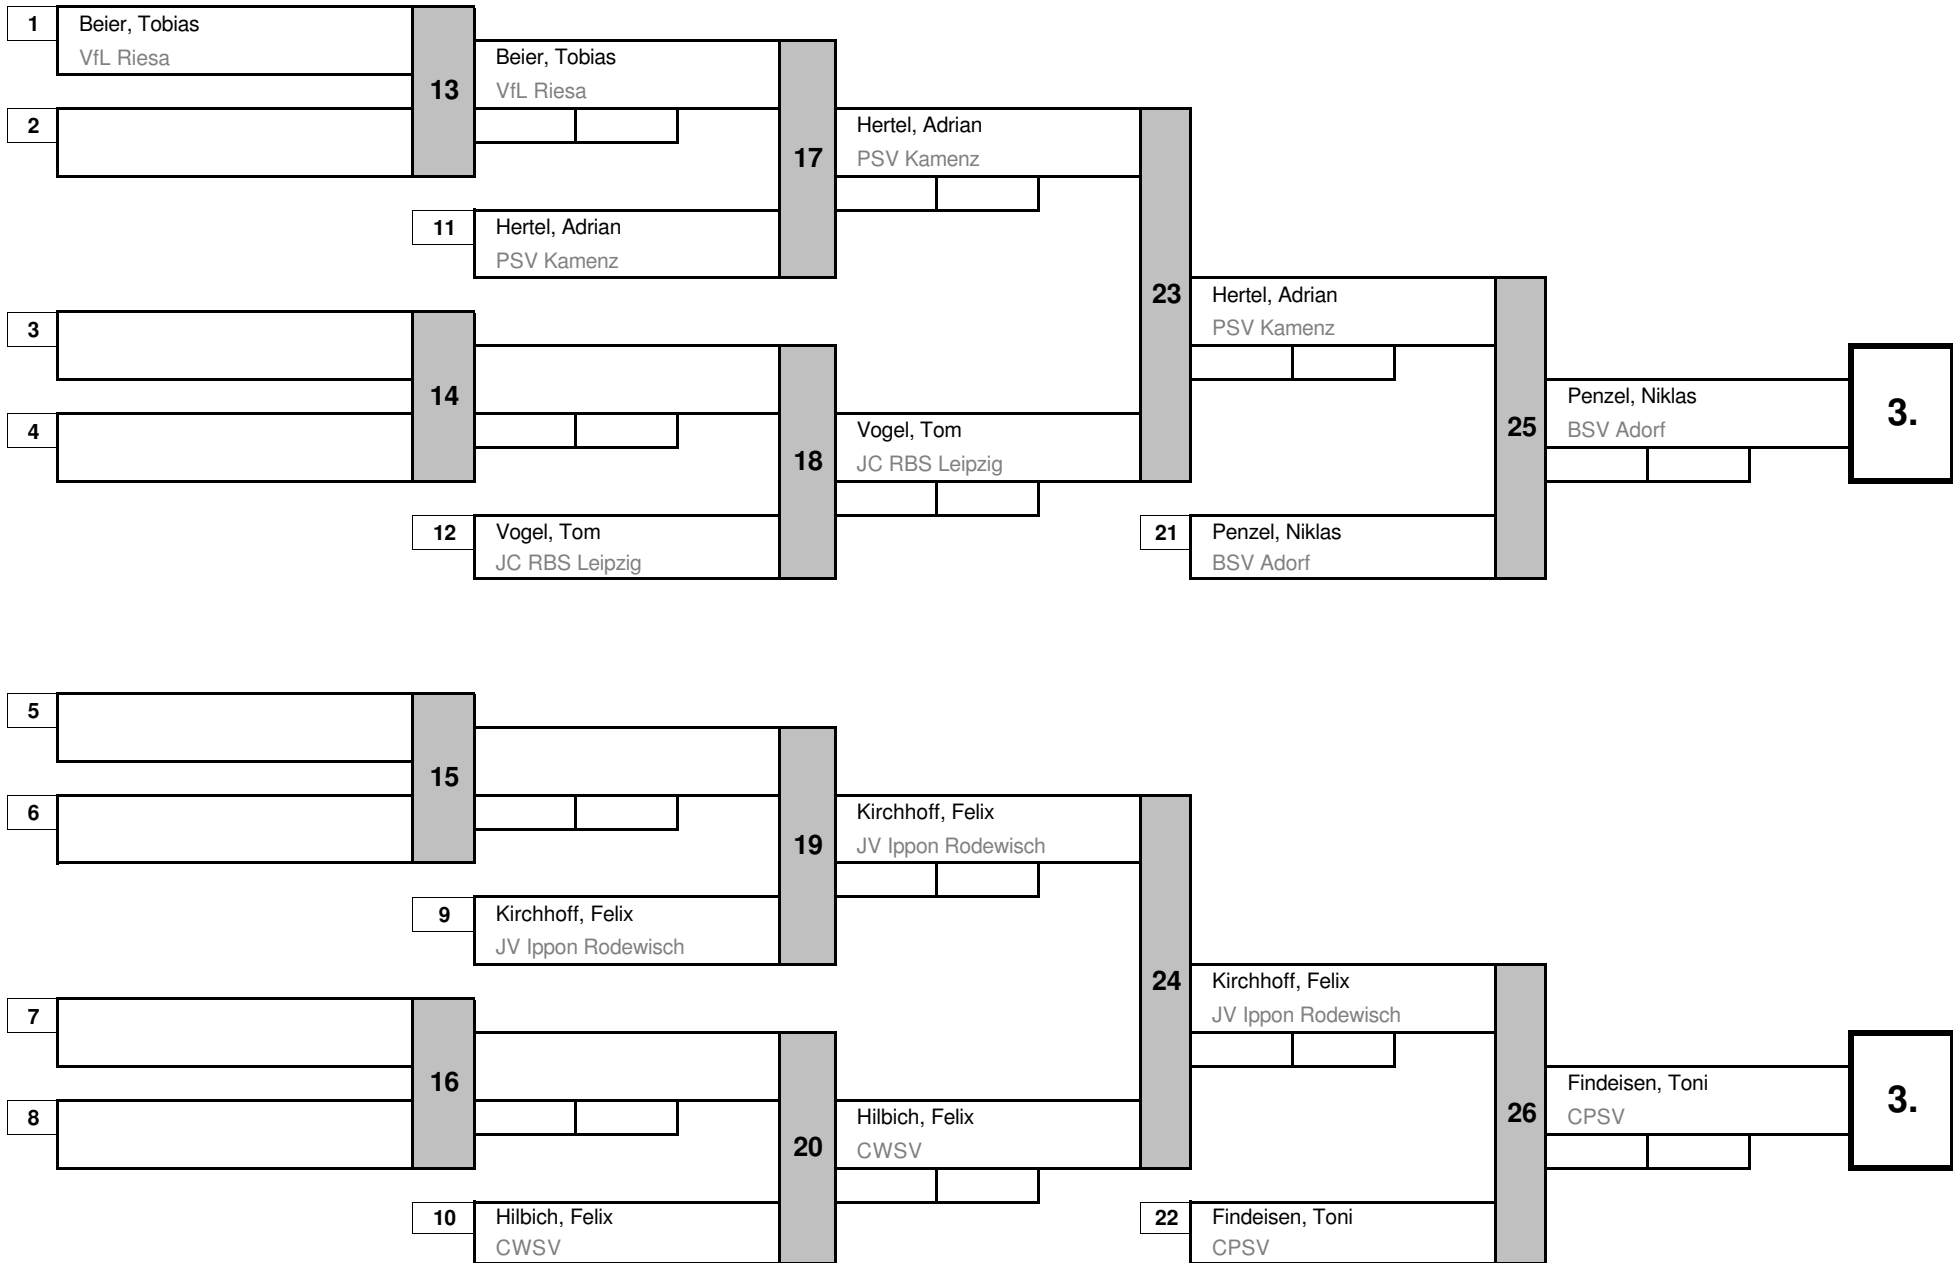 1
Beier, Tobias
VfL Riesa
13
Beier, Tobias
VfL Riesa
2
17
Hertel, Adrian
PSV Kamenz
11
Hertel, Adrian
PSV Kamenz
23
Hertel, Adrian
PSV Kamenz
3
14
4
18
Vogel, Tom
JC RBS Leipzig
12
Vogel, Tom
JC RBS Leipzig
25
Penzel, Niklas
BSV Adorf
3.
21
Penzel, Niklas
BSV Adorf
5
15
6
19
Kirchhoff, Felix
JV Ippon Rodewisch
9
Kirchhoff, Felix
JV Ippon Rodewisch
24
Kirchhoff, Felix
JV Ippon Rodewisch
7
16
8
20
Hilbich, Felix
CWSV
10
Hilbich, Felix
CWSV
26
Findeisen, Toni
CPSV
3.
22
Findeisen, Toni
CPSV